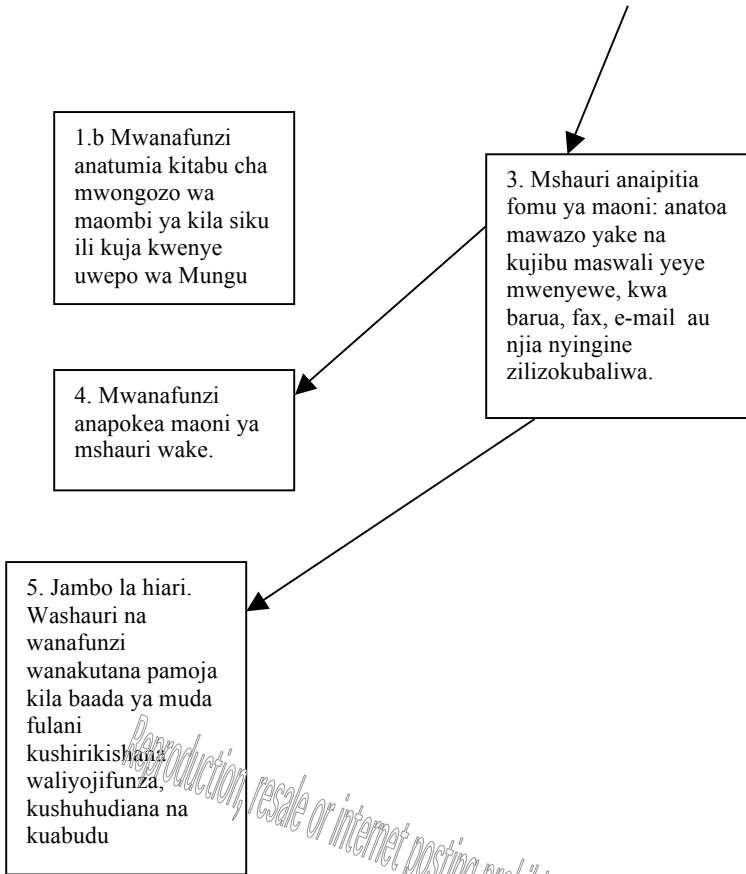 1.b Mwanafunzi
anatumia kitabu cha
mwongozo wa
maombi ya kila siku
ili kuja kwenye
uwepo wa Mungu
3. Mshauri anaipitia
fomu ya maoni: anatoa
mawazo yake na
kujibu maswali yeye
mwenyewe, kwa
barua, fax, e-mail au
njia nyingine
zilizokubaliwa.
4. Mwanafunzi
anapokea maoni ya
mshauri wake.
5. Jambo la hiari.
Washauri na
wanafunzi
wanakutana pamoja
kila baada ya muda
fulani
kushirikishana
waliyojifunza,
kushuhudiana na
kuabudu
Reproduction, resale or internet posting